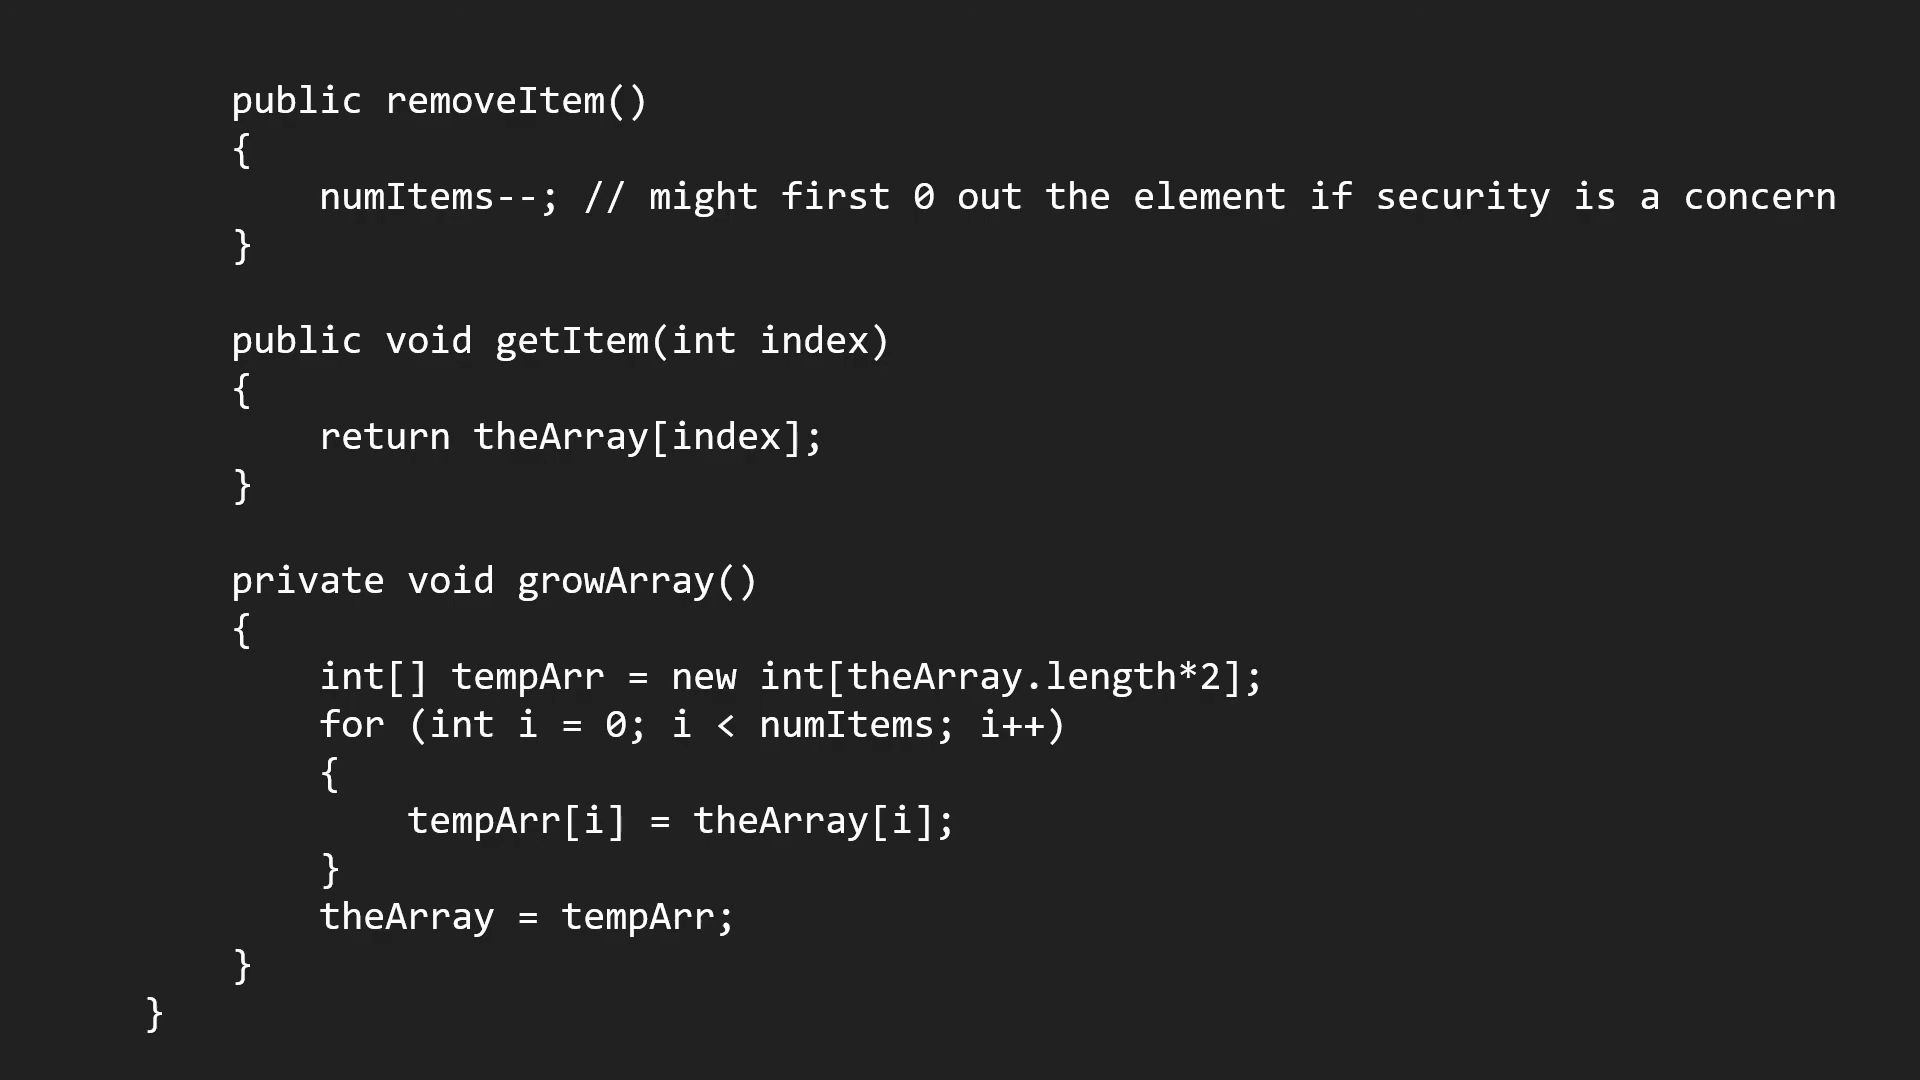 public removeItem()
{
numItems--; // might first 0 out the element if security is a concern
}
public void getItem(int index)
{
return theArray[index];
}
private void growArray()
{
int[] tempArr = new int[theArray.length*2];
for (int i = 0; i < numItems; i++)
{
tempArr[i] = theArray[i];
}
theArray = tempArr;
}
}